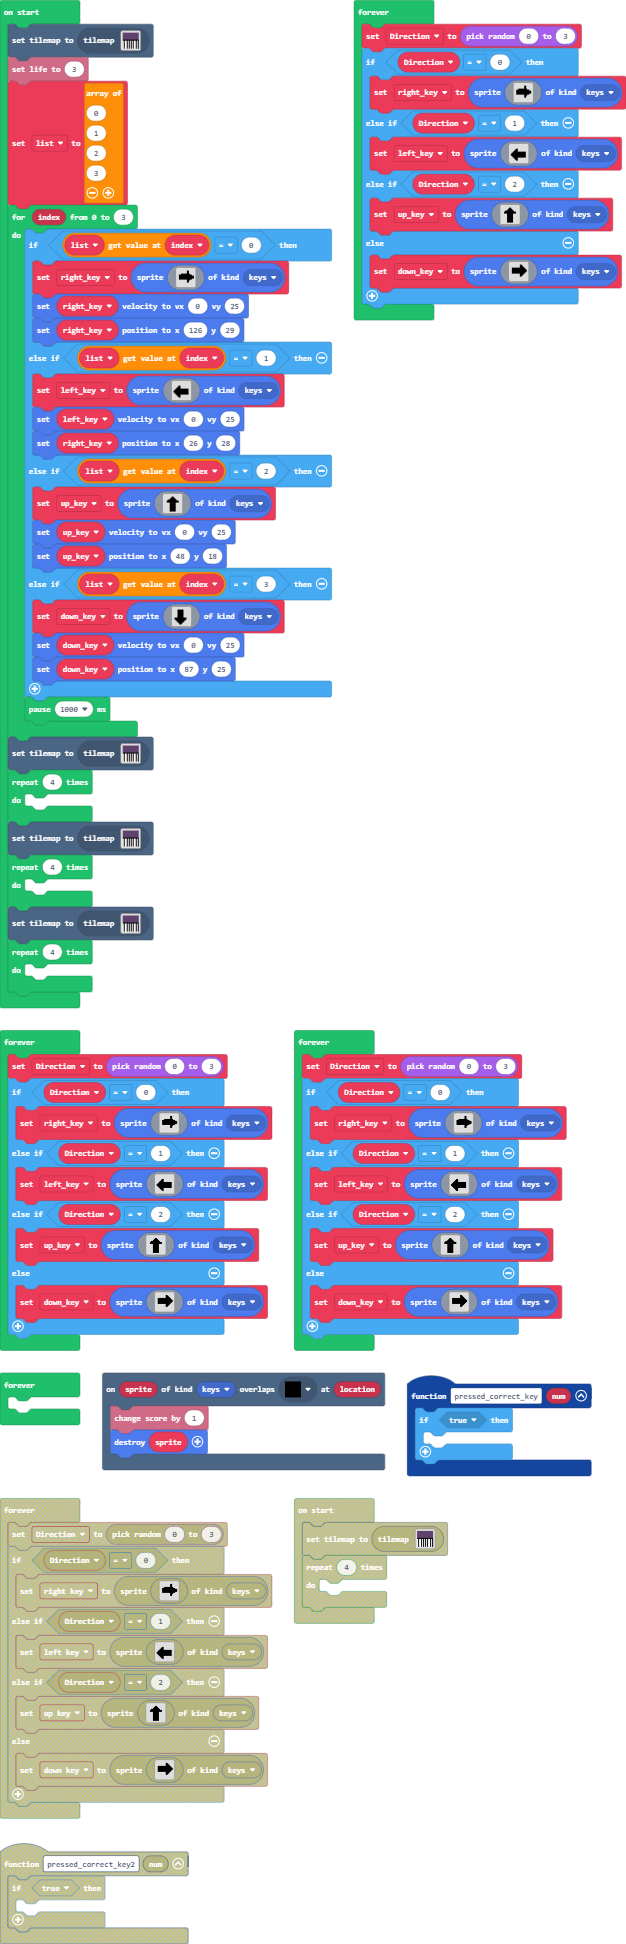 on start
set tilemap to tilemap
set life to 3
array of
0
1
2
set list to
3
for index from 0 to 3
do
if list get value at index = 0 then
set right_key to sprite of kind keys
set right_key velocity to vx 0 vy 25
set right_key position to x 126 y 29
else if list get value at index = 1 then
set left_key to sprite of kind keys
set left_key velocity to vx 0 vy 25
set right_key position to x 26 y 28
else if list get value at index = 2 then
set up_key to sprite of kind keys
set up_key velocity to vx 0 vy 25
set up_key position to x 48 y 18
else if list get value at index = 3 then
set down_key to sprite of kind keys
set down_key velocity to vx 0 vy 25
set down_key position to x 87 y 25
pause 1000 ms
set tilemap to tilemap
repeat 4 times
do
set tilemap to tilemap
repeat 4 times
do
set tilemap to tilemap
repeat 4 times
do
forever
set Direction to pick random 0 to 3
if Direction = 0 then
set right_key to sprite of kind keys
else if Direction = 1 then
set left_key to sprite of kind keys
else if Direction = 2 then
set up_key to sprite of kind keys
else
set down_key to sprite of kind keys
forever
set Direction to pick random 0 to 3
if Direction = 0 then
set right_key to sprite of kind keys
else if Direction = 1 then
set left_key to sprite of kind keys
else if Direction = 2 then
set up_key to sprite of kind keys
else
set down_key to sprite of kind keys
forever
set Direction to pick random 0 to 3
if Direction = 0 then
set right_key to sprite of kind keys
else if Direction = 1 then
set left_key to sprite of kind keys
else if Direction = 2 then
set up_key to sprite of kind keys
else
set down_key to sprite of kind keys
forever
on sprite of kind keys overlaps at location
change score by 1
destroy sprite
function pressed_correct_key num
if true then
forever
set Direction to pick random 0 to 3
if Direction = 0 then
set right_key to sprite of kind keys
else if Direction = 1 then
set left_key to sprite of kind keys
else if Direction = 2 then
set up_key to sprite of kind keys
else
set down_key to sprite of kind keys
on start
set tilemap to tilemap
repeat 4 times
do
function pressed_correct_key2 num
if true then